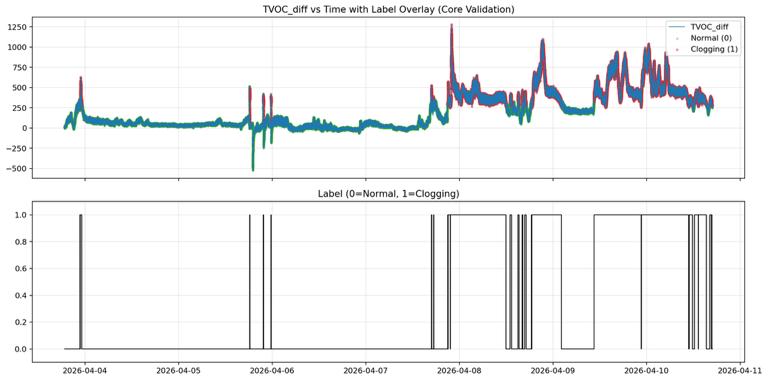 TVOC_diff vs Time with Label Overlay (Core Validation)
1250
1000
750
500
250
0
−250
−500
TVOC_diff
Normal (0)
Clogging (1)
Label (0=Normal, 1=Clogging)
1.0
0.8
0.6
0.4
0.2
0.0
2026-04-04 2026-04-05 2026-04-06 2026-04-07 2026-04-08 2026-04-09 2026-04-10 2026-04-11